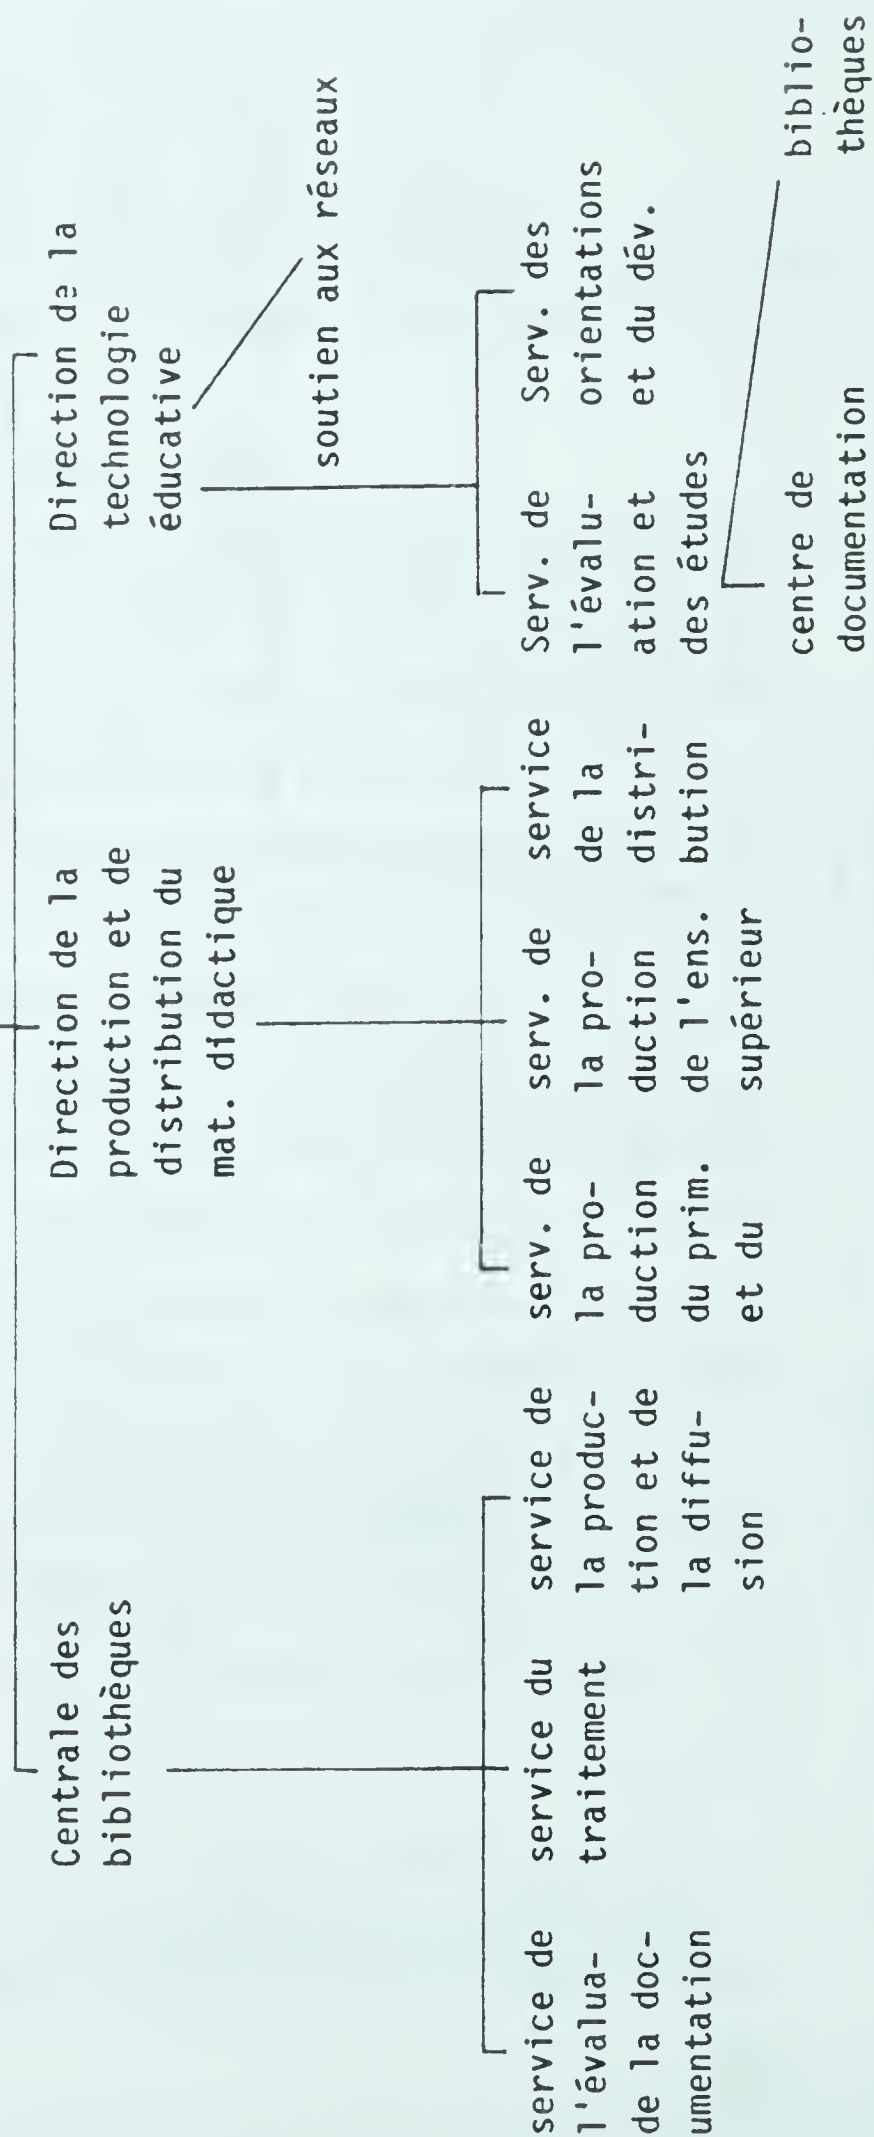 Centrale des
bibliothèques
Direction de la
production et de
distribution du
mat. didactique
Direction de la
technologie
éducative
soutien aux réseaux
service de
l'évalua-
de la doc-
umentation
service du
traitement
service de
la produc-
tion et de
la diffu-
sion
serv. de
la pro-
duction
du prim.
et du
serv. de
la pro-
duction
de l'ens.
supérieur
service
de la
distri-
bution
Serv. de
l'évalu-
ation et
des études
Serv. des
orientations
et du dév.
centre de
documentation
biblio-
thèques